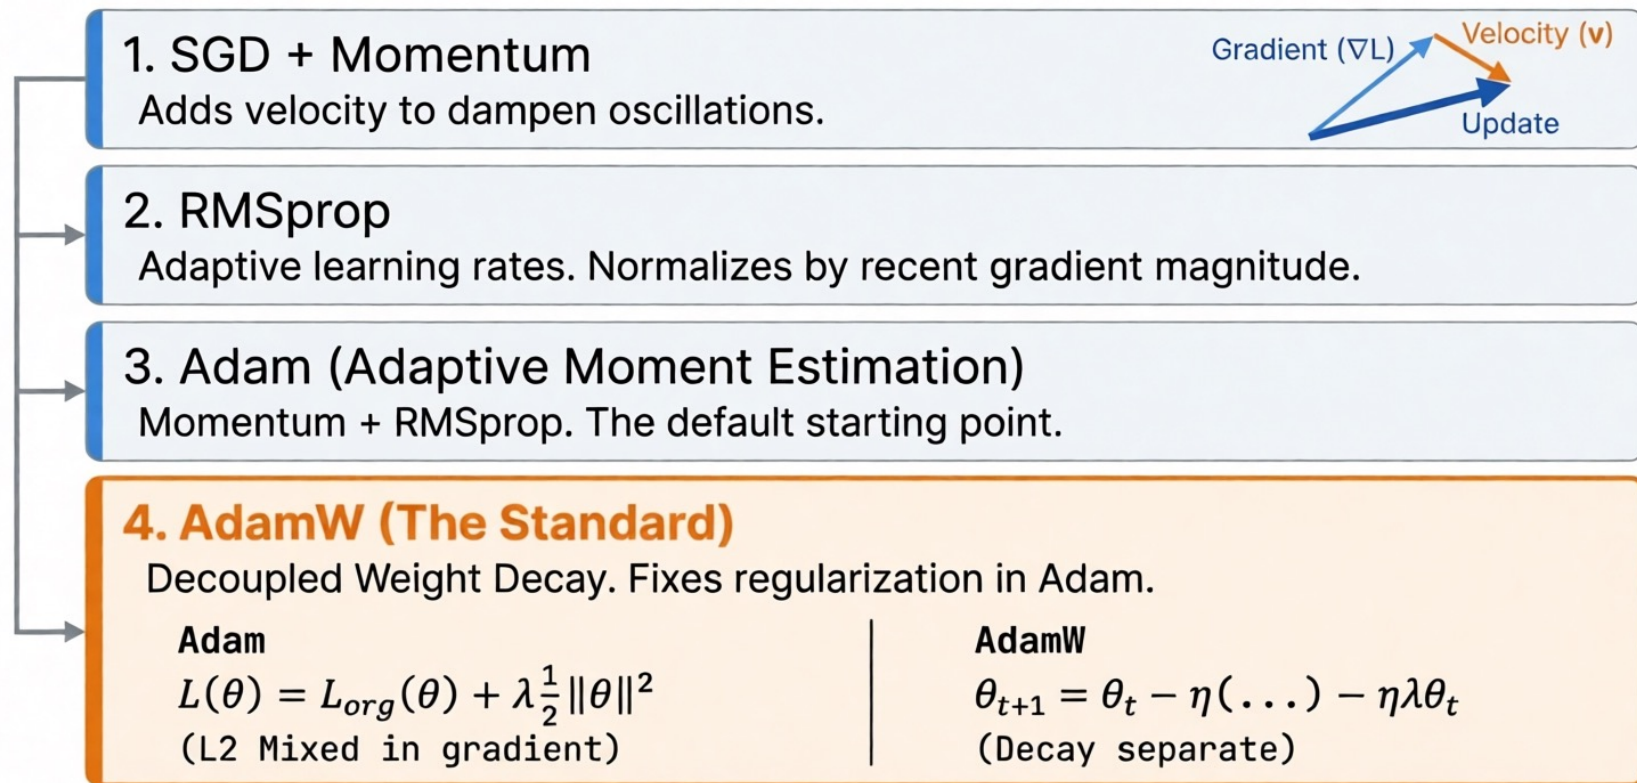 1. SGD + Momentum
Adds velocity to dampen oscillations.
Gradient (∇L)
Velocity (v)
Update
2. RMSprop
Adaptive learning rates. Normalizes by recent gradient magnitude.
3. Adam (Adaptive Moment Estimation)
Momentum + RMSprop. The default starting point.
4. AdamW (The Standard)
Decoupled Weight Decay. Fixes regularization in Adam.
Adam
L(θ) = L_org(θ) + λ½‖θ‖²
(L2 Mixed in gradient)
AdamW
θ_{t+1} = θ_t − η(...) − ηλθ_t
(Decay separate)